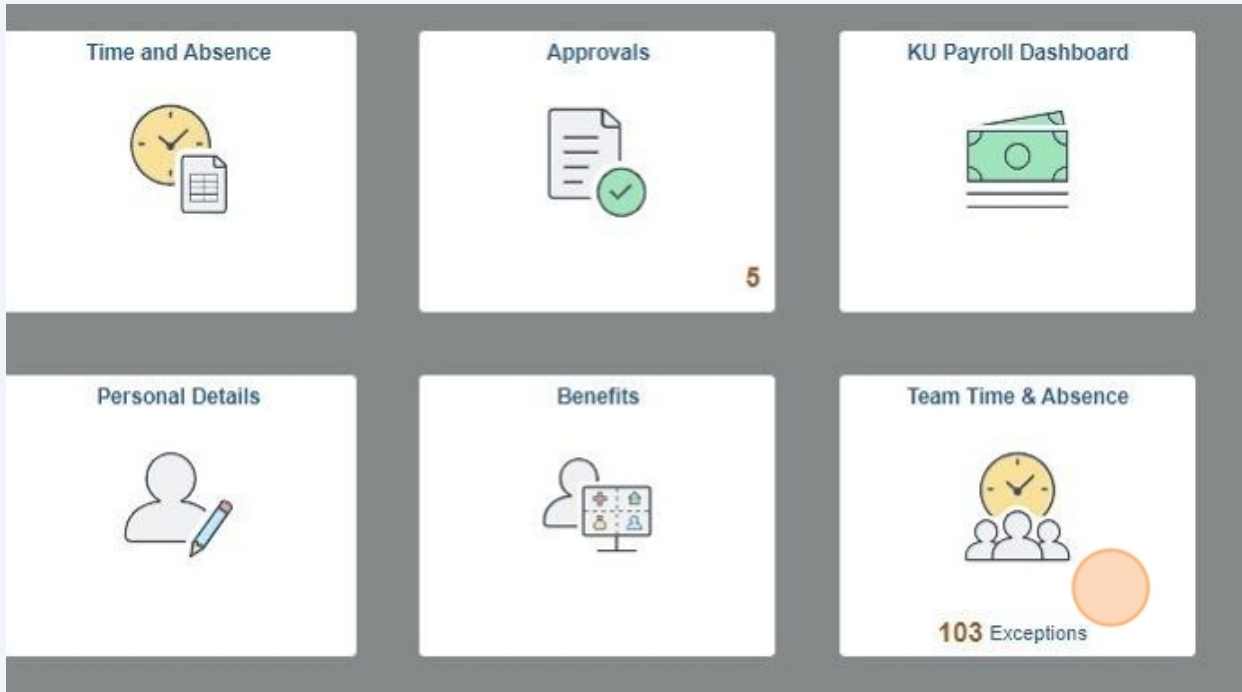 Time and Absence
Approvals
KU Payroll Dashboard
5
Personal Details
Benefits
Team Time & Absence
103 Exceptions